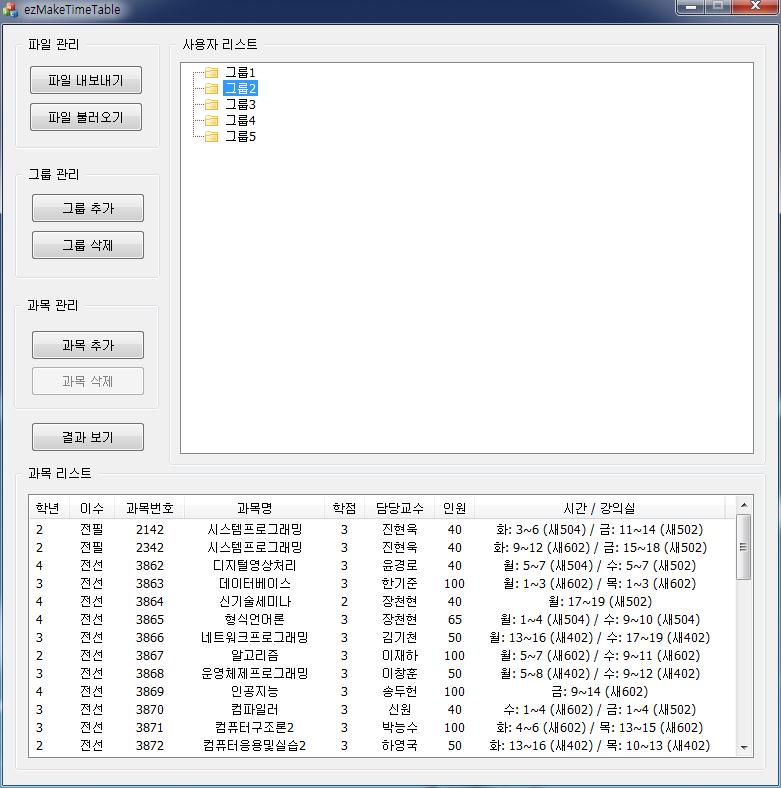 ezMakeTimeTable
파일 관리
파일 내보내기
파일 불러오기
그룹 관리
그룹 추가
그룹 삭제
과목 관리
과목 추가
과목 삭제
결과 보기
사용자 리스트
그룹1
그룹2
그룹3
그룹4
그룹5
과목 리스트
학년 이수 과목번호 과목명 학점 담당교수 인원 시간 / 강의실
2 전필 2142 시스템프로그래밍 3 진현욱 40 화: 3~6 (새504) / 금: 11~14 (새502)
2 전필 2342 시스템프로그래밍 3 진현욱 40 화: 9~12 (새602) / 금: 15~18 (새502)
4 전선 3862 디지털영상처리 3 윤경로 40 월: 5~7 (새504) / 수: 5~7 (새502)
3 전선 3863 데이터베이스 3 한기준 100 월: 1~3 (새602) / 목: 1~3 (새602)
4 전선 3864 신기술세미나 2 장천현 40 월: 17~19 (새502)
4 전선 3865 형식언어론 3 장천현 65 월: 1~4 (새504) / 수: 9~10 (새504)
3 전선 3866 네트워크프로그래밍 3 김기천 50 월: 13~16 (새402) / 수: 17~19 (새402)
2 전선 3867 알고리즘 3 이재하 100 월: 5~7 (새602) / 수: 9~11 (새602)
3 전선 3868 운영체제프로그래밍 3 이창훈 50 월: 5~8 (새402) / 수: 9~12 (새402)
4 전선 3869 인공지능 3 송두헌 100 금: 9~14 (새602)
3 전선 3870 컴파일러 3 신원 40 수: 1~4 (새602) / 금: 1~4 (새502)
3 전선 3871 컴퓨터구조론2 3 박능수 100 화: 4~6 (새602) / 목: 13~15 (새602)
2 전선 3872 컴퓨터응용및실습2 3 하영국 50 화: 13~16 (새402) / 목: 10~13 (새402)